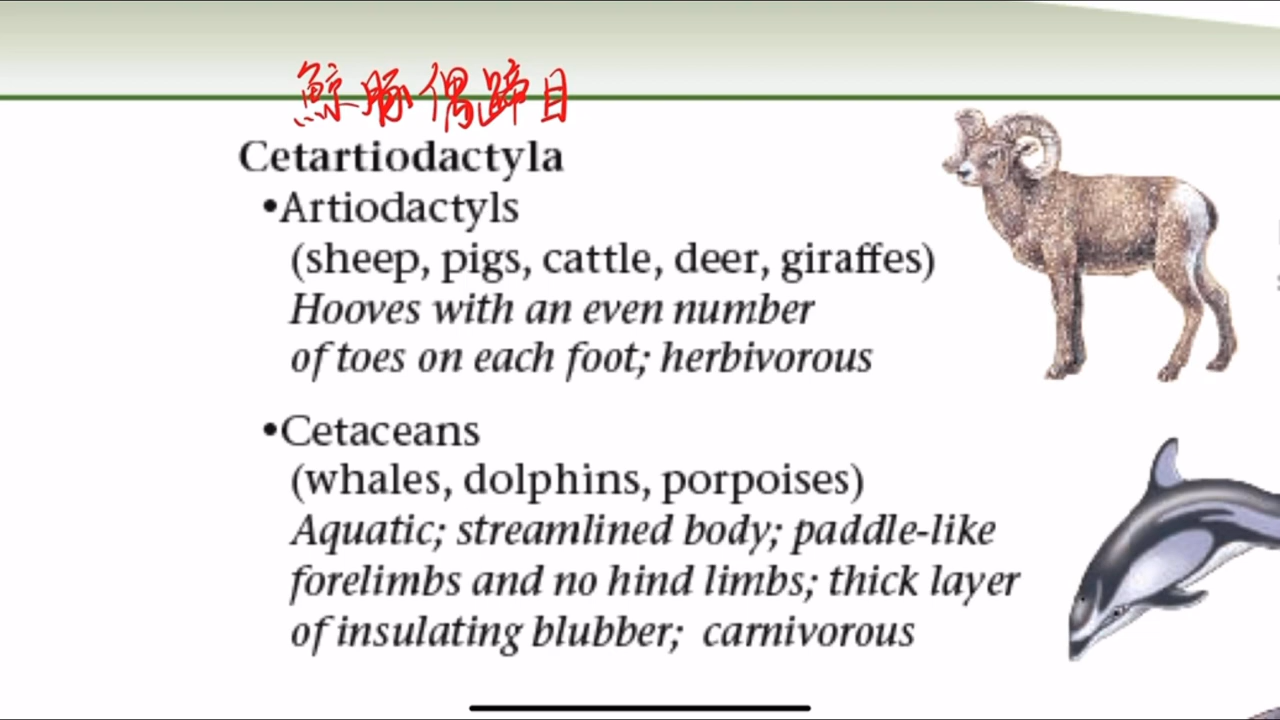 鯨豚偶蹄目
Cetartiodactyla
•Artiodactyls
(sheep, pigs, cattle, deer, giraffes)
Hooves with an even number
of toes on each foot; herbivorous
•Cetaceans
(whales, dolphins, porpoises)
Aquatic; streamlined body; paddle-like
forelimbs and no hind limbs; thick layer
of insulating blubber; carnivorous